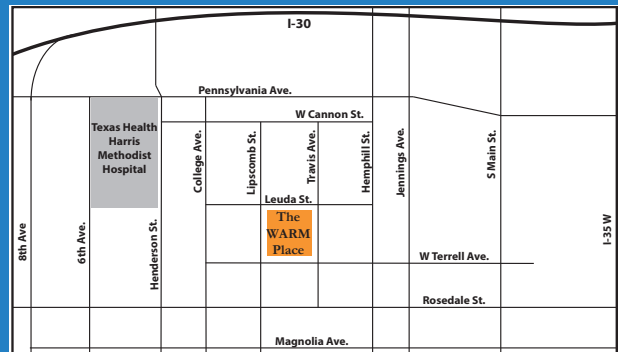 I-30
Pennsylvania Ave.
W Cannon St.
Texas Health
Harris
Methodist
Hospital
College Ave.
Lipscomb St.
Travis Ave.
Hemphill St.
Jennings Ave.
S Main St.
Leuda St.
The
WARM
Place
8th Ave
6th Ave.
Henderson St.
I-35 W
W Terrell Ave.
Rosedale St.
Magnolia Ave.